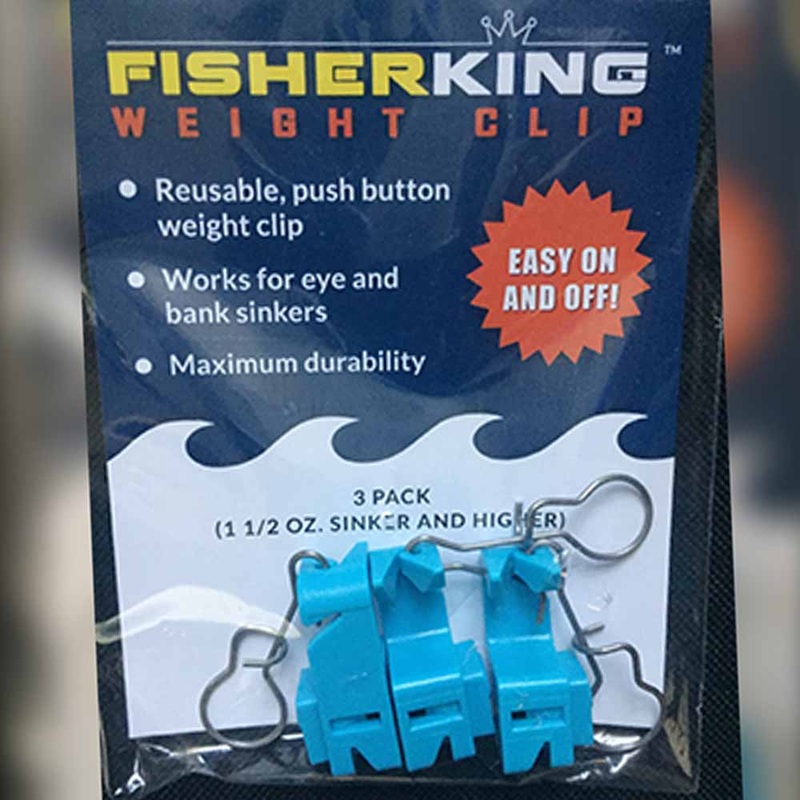 FISHERKING™
WEIGHT CLIP
• Reusable, push button
weight clip
• Works for eye and
bank sinkers
• Maximum durability
EASY ON
AND OFF!
3 PACK
(1 1/2 OZ. SINKER AND HIGHER)